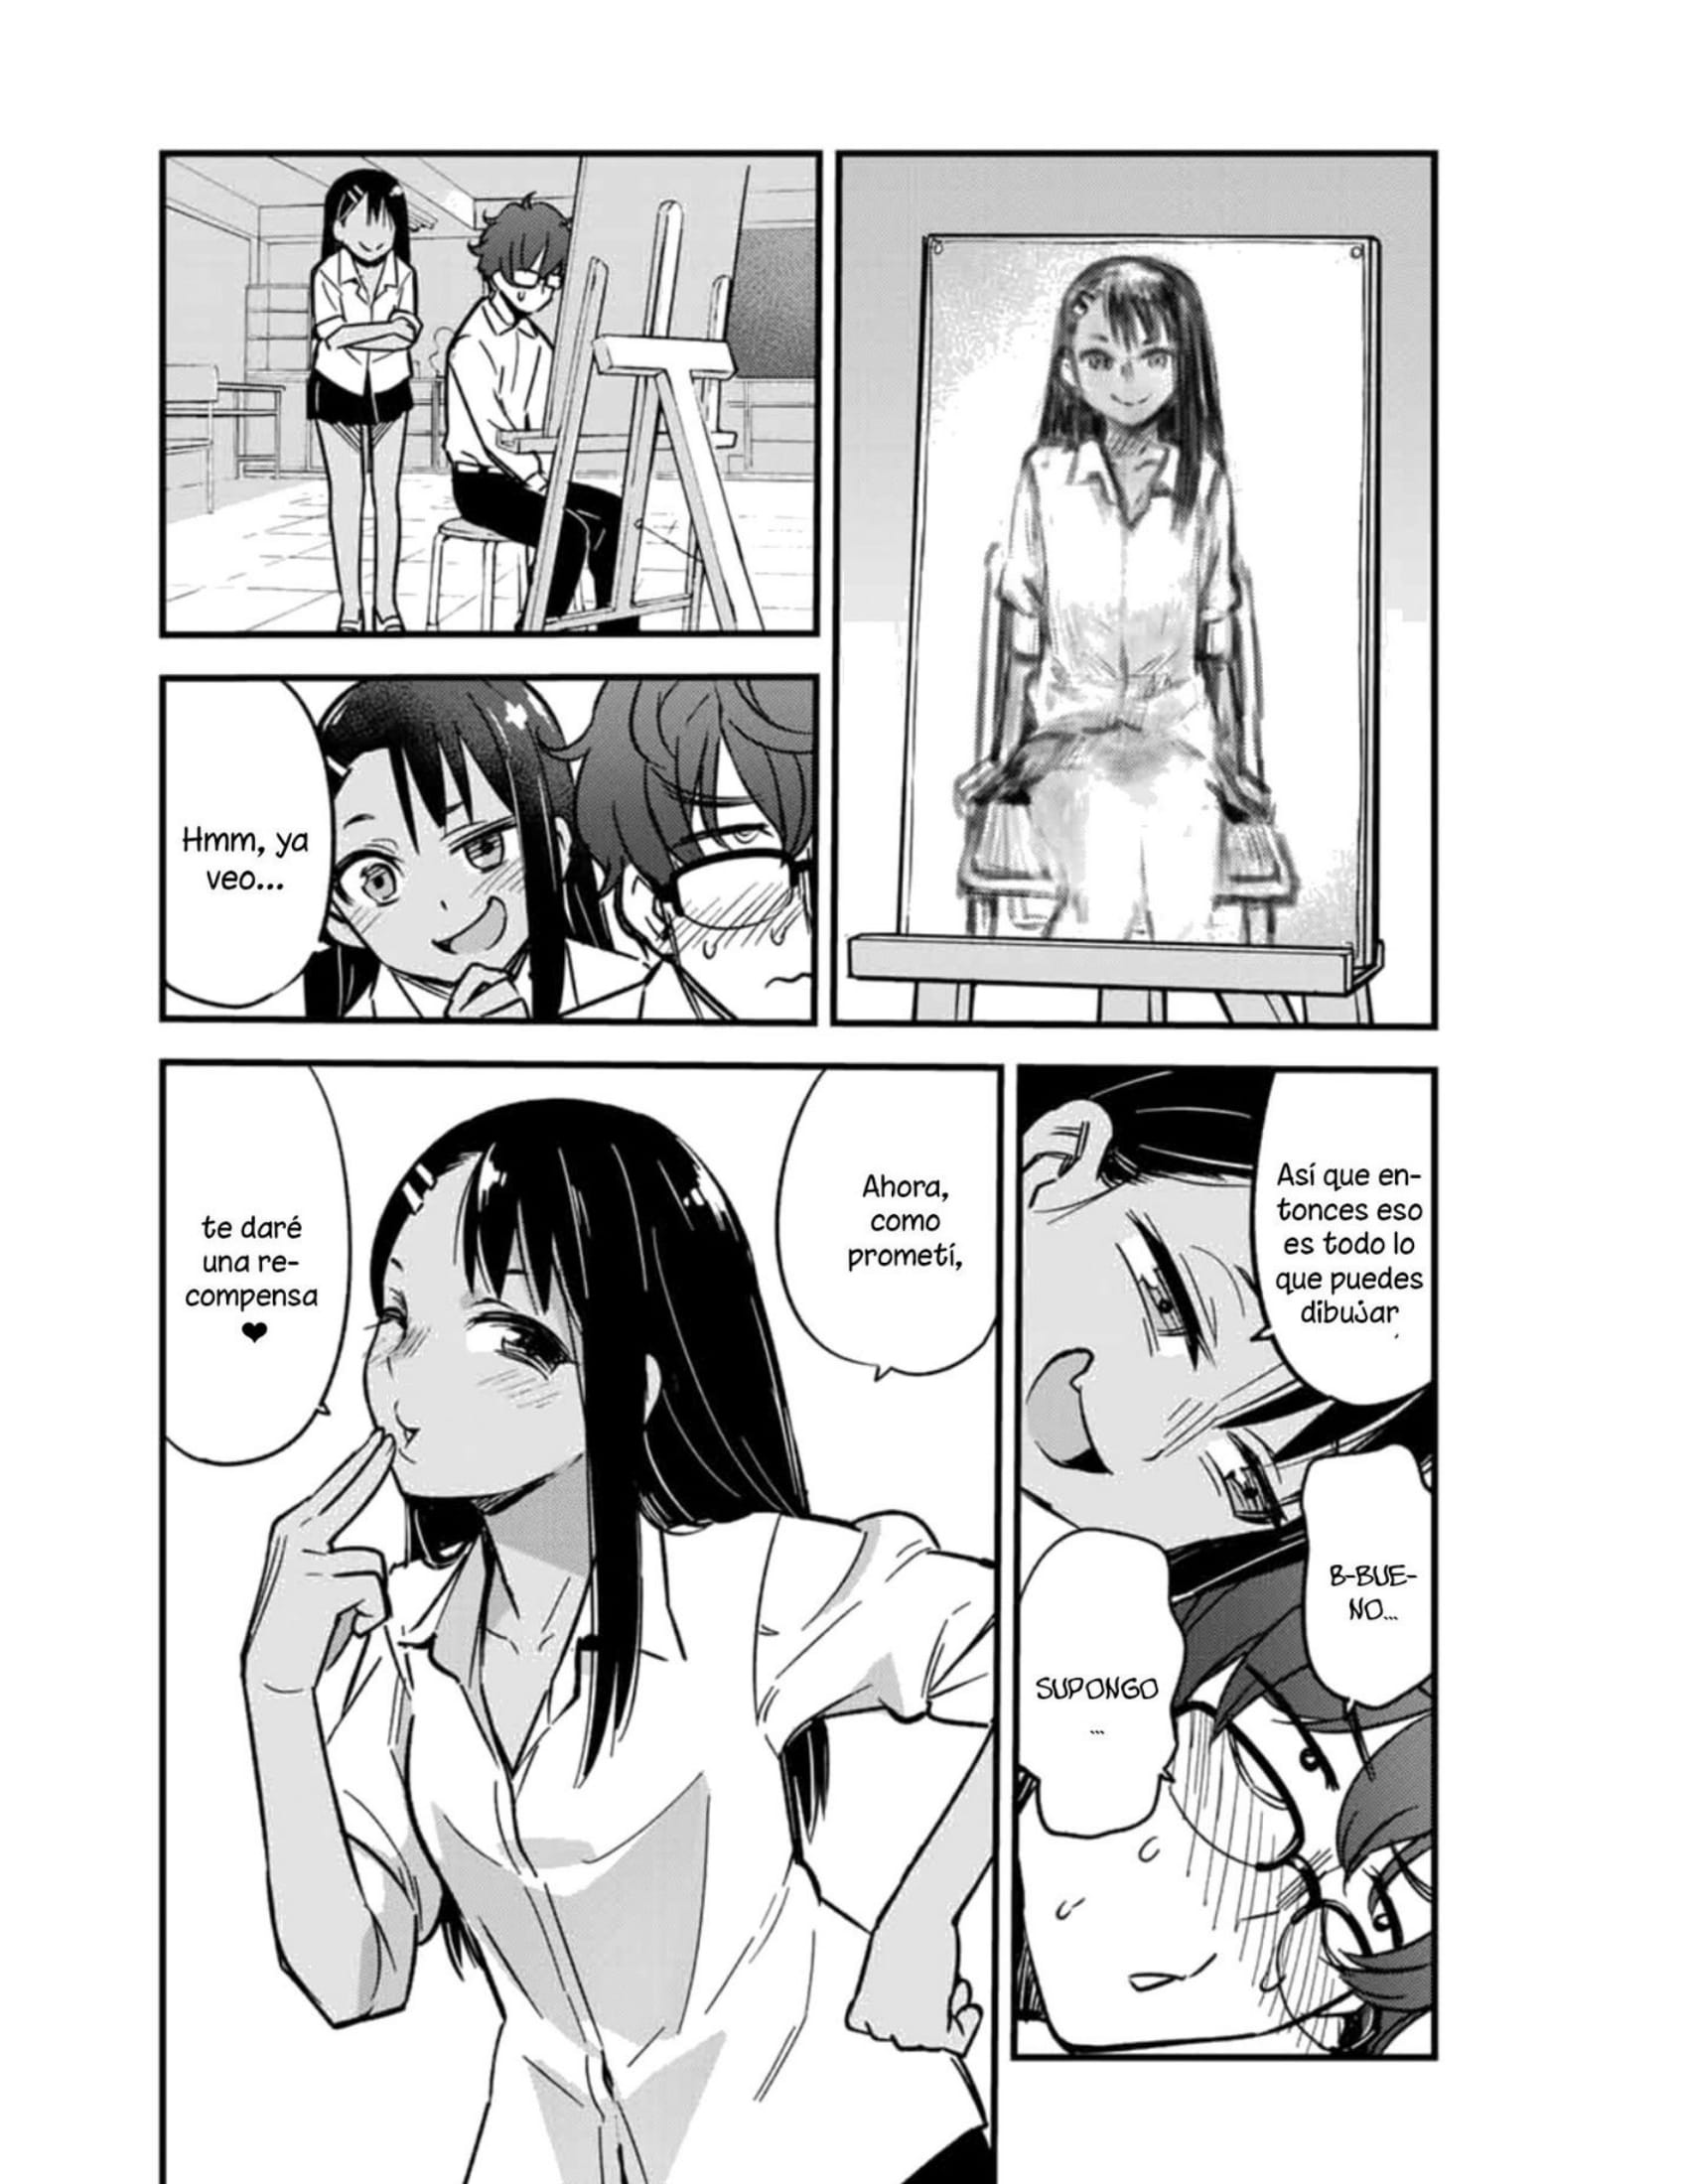 Hmm, ya
veo...
Así que en-
tonces eso
es todo lo
que puedes
dibujar
B-BUE-
NO...
SUPONGO
...
Ahora,
como
prometí,
te daré
una re-
compensa
❤